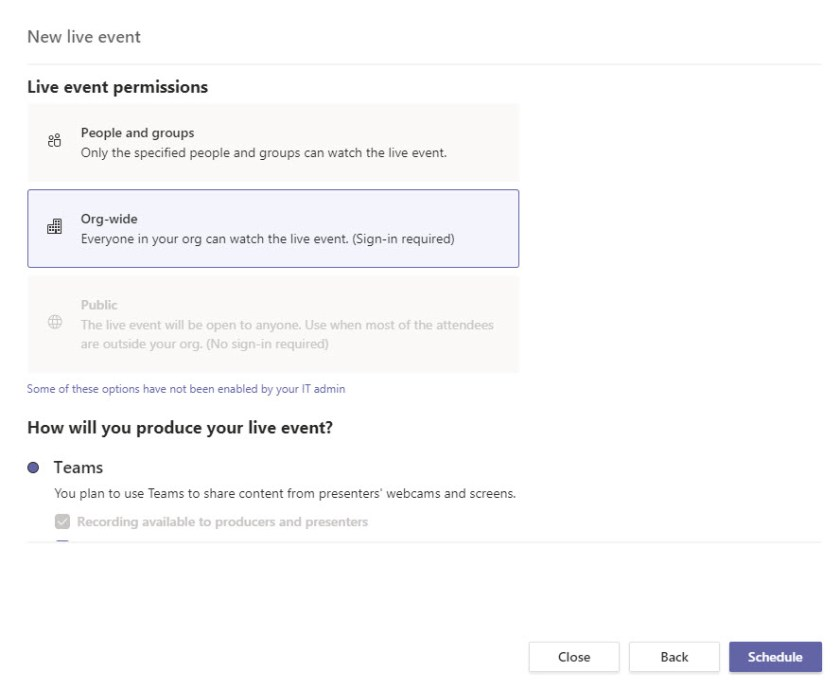 New live event
Live event permissions
People and groups
Only the specified people and groups can watch the live event.
Org-wide
Everyone in your org can watch the live event. (Sign-in required)
Public
The live event will be open to anyone. Use when most of the attendees
are outside your org. (No sign-in required)
Some of these options have not been enabled by your IT admin
How will you produce your live event?
Teams
You plan to use Teams to share content from presenters' webcams and screens.
Recording available to producers and presenters
Close
Back
Schedule